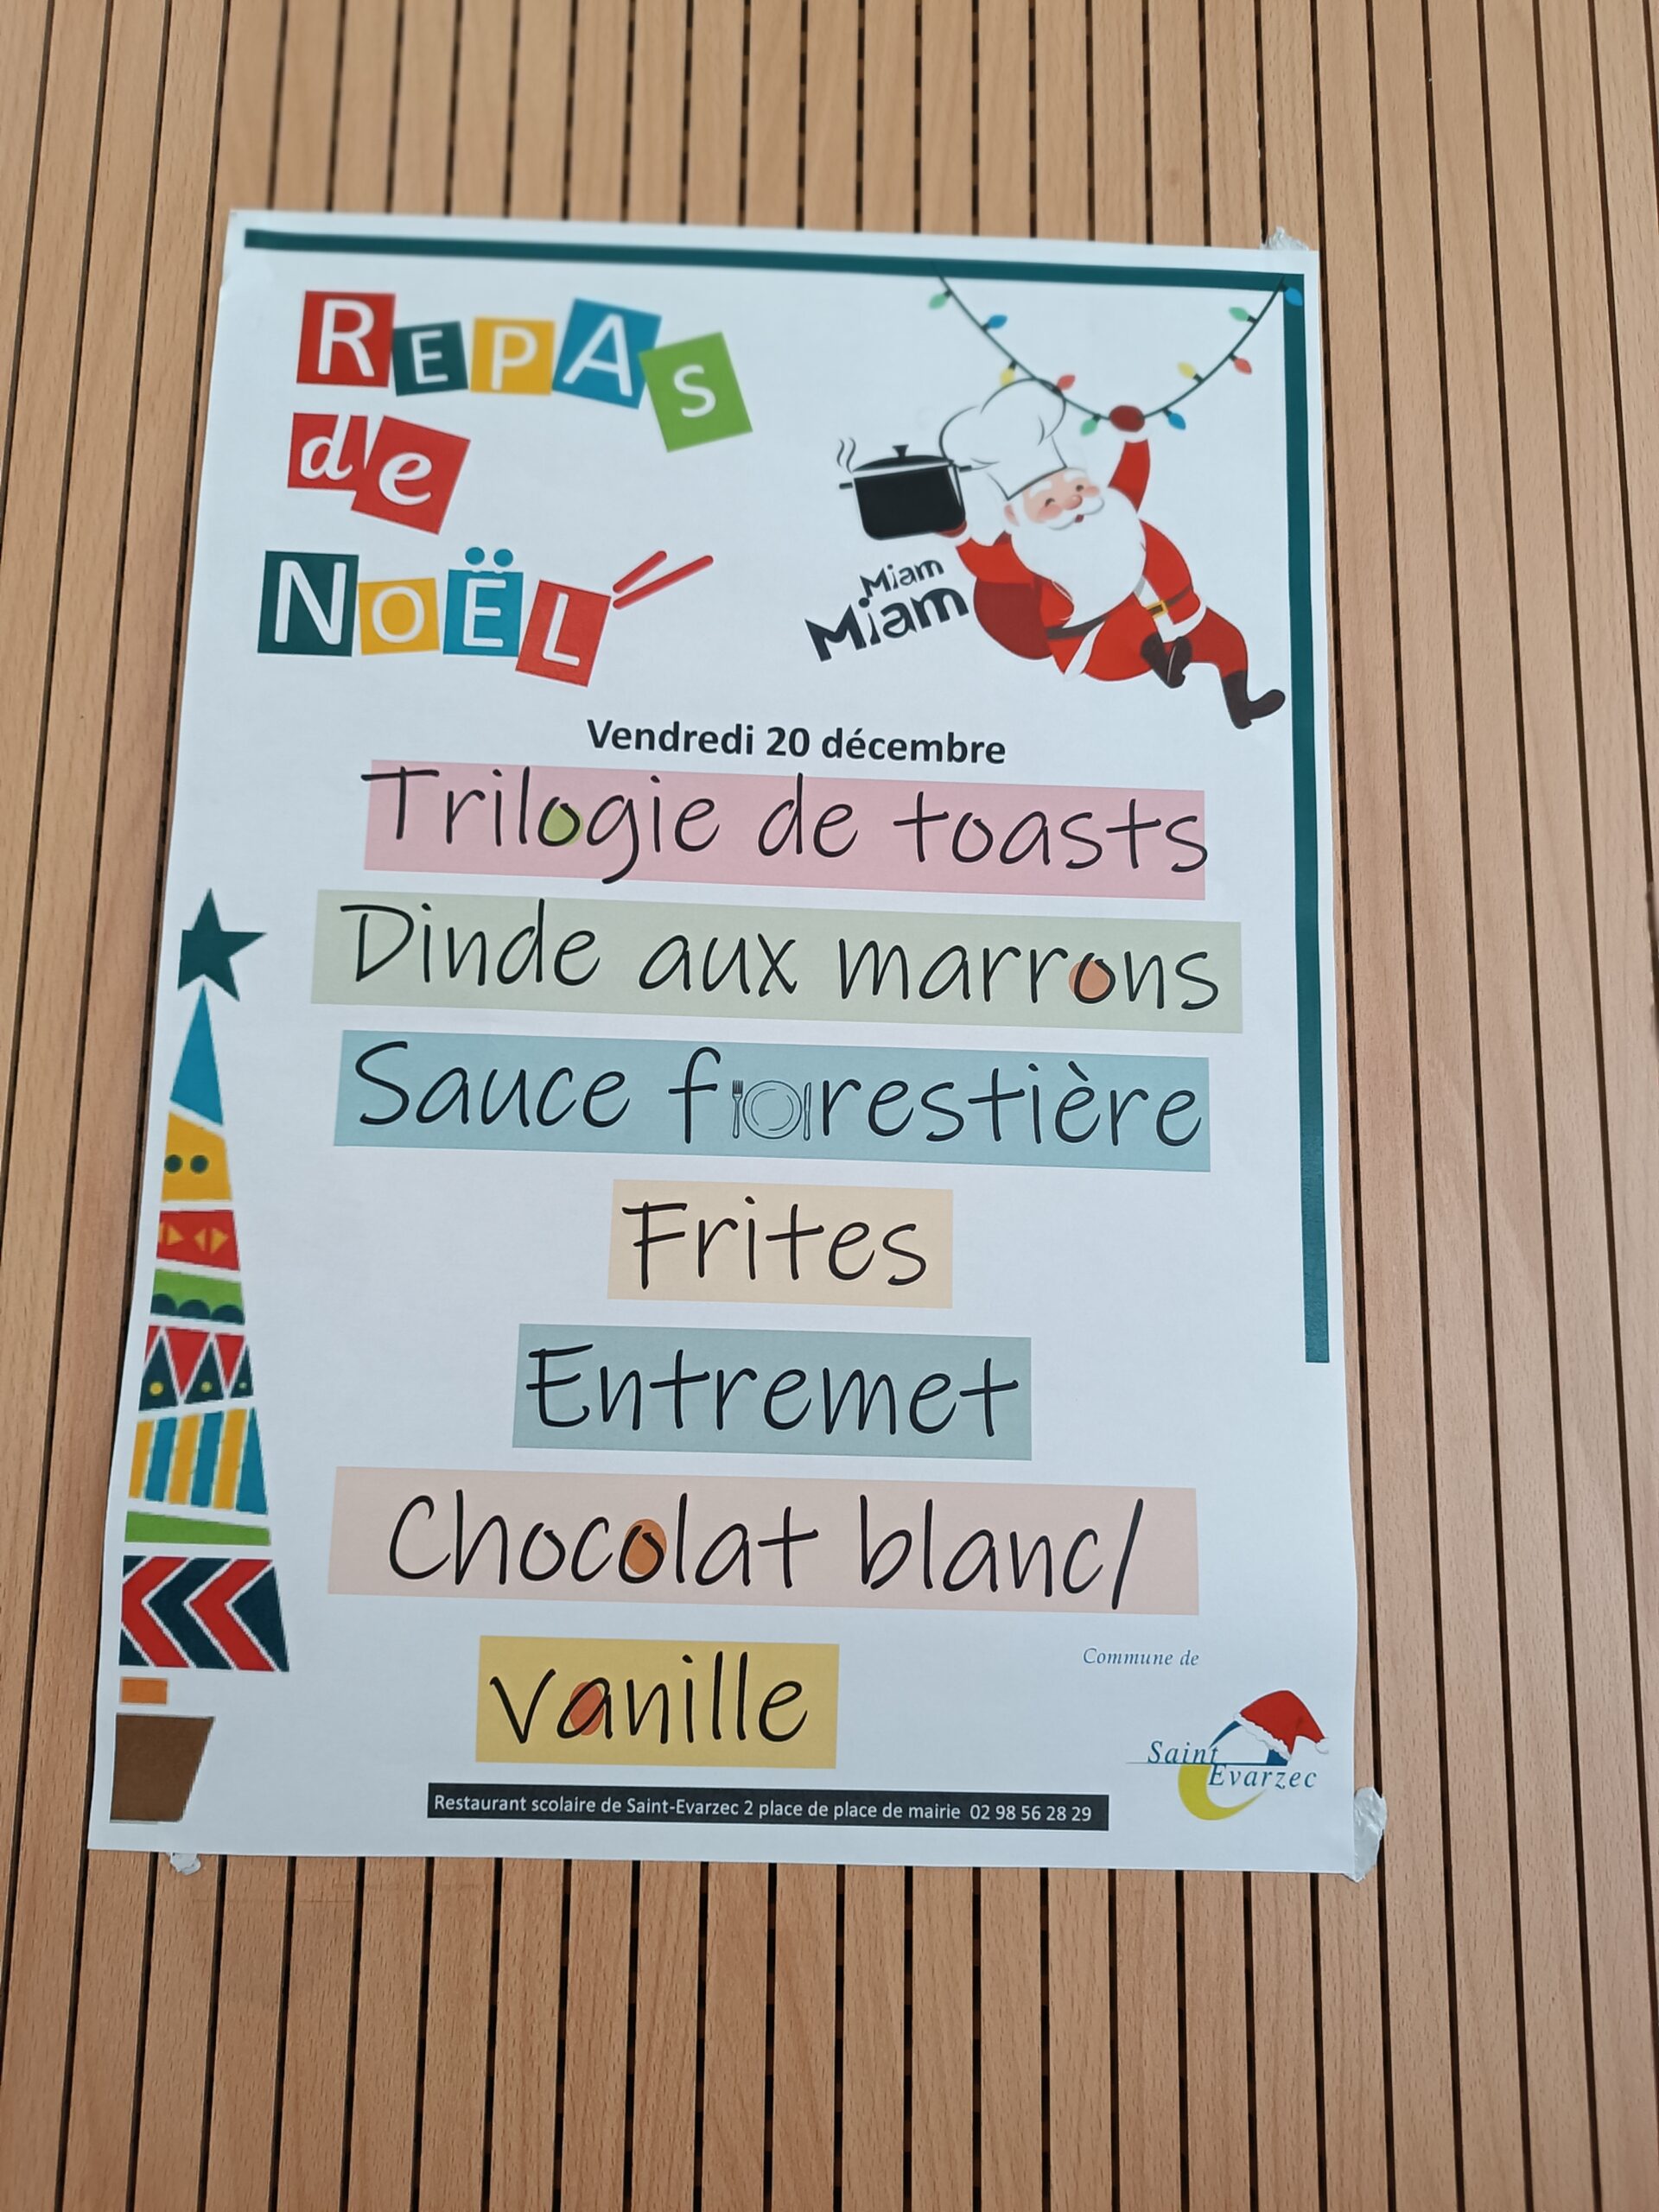 REPAS
de
NOËL
Miam
Miam
Vendredi 20 décembre
Trilogie de toasts
Dinde aux marrons
Sauce forestière
Frites
Entremet
Chocolat blanc/
vanille
Commune de
Saint
Evarzec
Restaurant scolaire de Saint-Evarzec 2 place de place de mairie 02 98 56 28 29